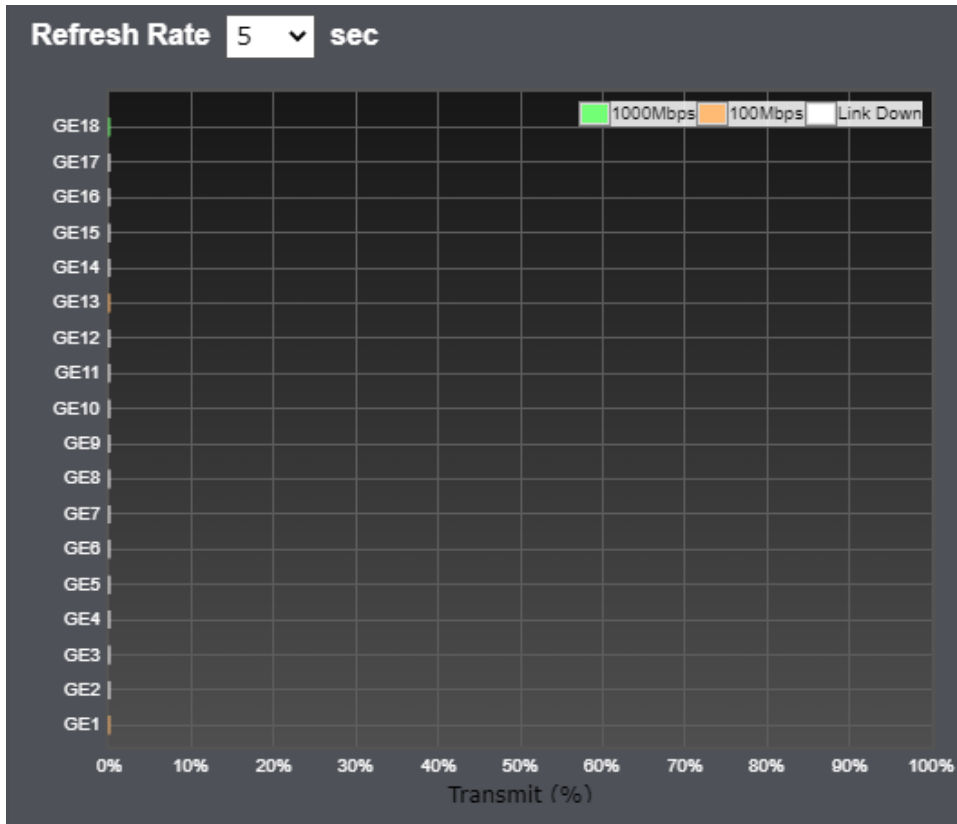 Refresh Rate 5 sec
1000Mbps 100Mbps Link Down
GE18
GE17
GE16
GE15
GE14
GE13
GE12
GE11
GE10
GE9
GE8
GE7
GE6
GE5
GE4
GE3
GE2
GE1
0% 10% 20% 30% 40% 50% 60% 70% 80% 90% 100%
Transmit (%)